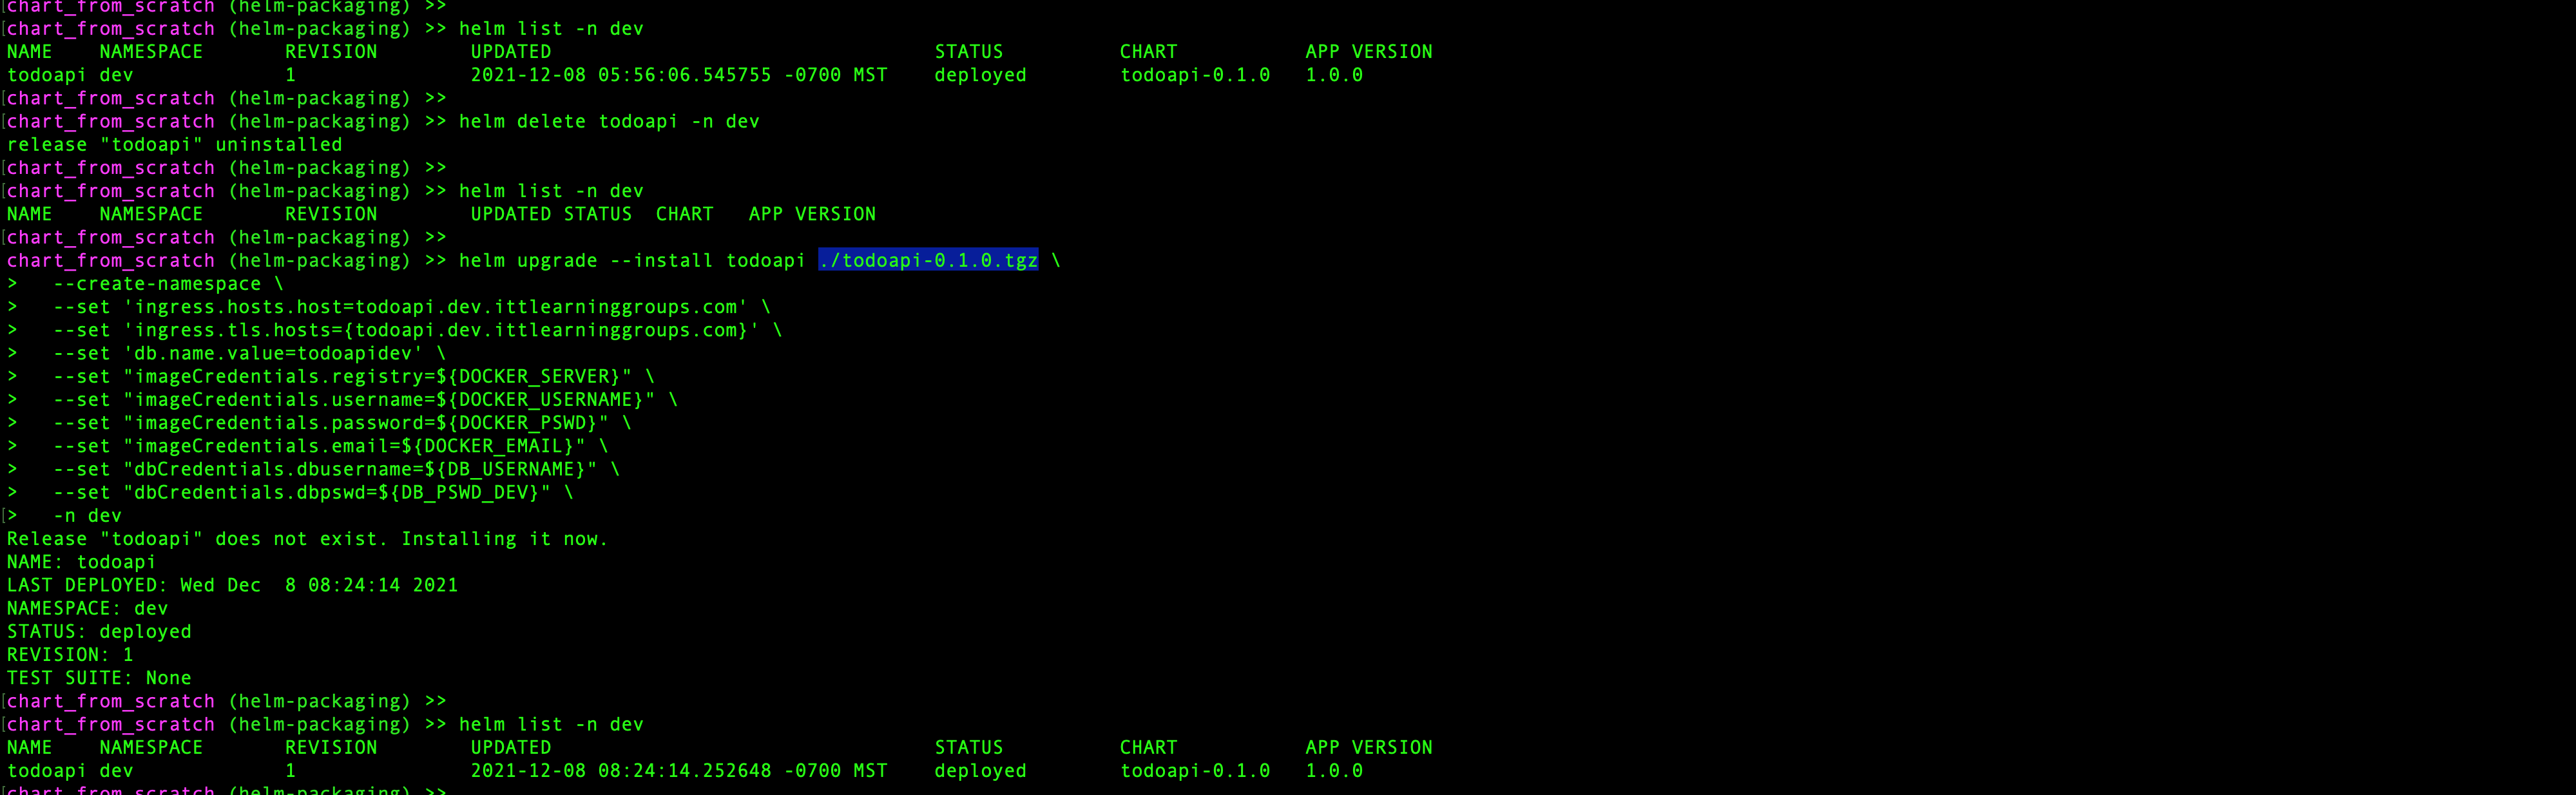 chart_from_scratch (helm-packaging) >>
chart_from_scratch (helm-packaging) >> helm list -n dev
NAME NAMESPACE REVISION UPDATED STATUS CHART APP VERSION
todoapi dev 1 2021-12-08 05:56:06.545755 -0700 MST deployed todoapi-0.1.0 1.0.0
[chart_from_scratch (helm-packaging) >>
[chart_from_scratch (helm-packaging) >> helm delete todoapi -n dev
release "todoapi" uninstalled
[chart_from_scratch (helm-packaging) >>
[chart_from_scratch (helm-packaging) >> helm list -n dev
NAME NAMESPACE REVISION UPDATED STATUS CHART APP VERSION
[chart_from_scratch (helm-packaging) >>
chart_from_scratch (helm-packaging) >> helm upgrade --install todoapi ./todoapi-0.1.0.tgz \
> --create-namespace \
> --set 'ingress.hosts.host=todoapi.dev.ittlearninggroups.com' \
> --set 'ingress.tls.hosts={todoapi.dev.ittlearninggroups.com}' \
> --set 'db.name.value=todoapidev' \
> --set "imageCredentials.registry=${DOCKER_SERVER}" \
> --set "imageCredentials.username=${DOCKER_USERNAME}" \
> --set "imageCredentials.password=${DOCKER_PSWD}" \
> --set "imageCredentials.email=${DOCKER_EMAIL}" \
> --set "dbCredentials.dbusername=${DB_USERNAME}" \
> --set "dbCredentials.dbpswd=${DB_PSWD_DEV}" \
[> -n dev
Release "todoapi" does not exist. Installing it now.
NAME: todoapi
LAST DEPLOYED: Wed Dec  8 08:24:14 2021
NAMESPACE: dev
STATUS: deployed
REVISION: 1
TEST SUITE: None
[chart_from_scratch (helm-packaging) >>
[chart_from_scratch (helm-packaging) >> helm list -n dev
NAME NAMESPACE REVISION UPDATED STATUS CHART APP VERSION
todoapi dev 1 2021-12-08 08:24:14.252648 -0700 MST deployed todoapi-0.1.0 1.0.0
[chart_from_scratch (helm-packaging) >>